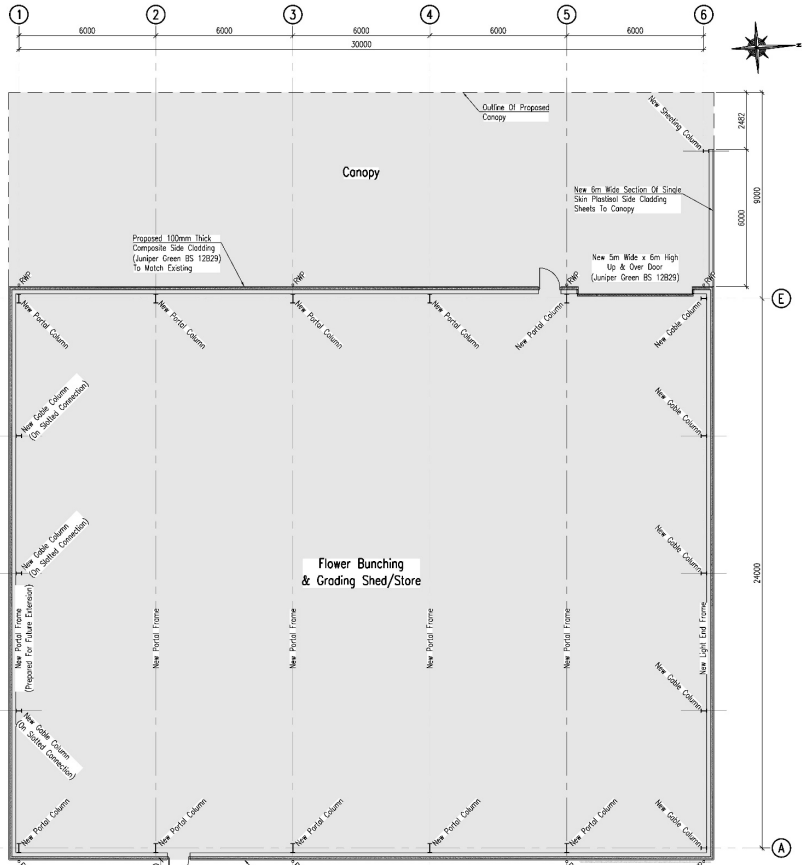 1 2 3 4 5 6
6000 6000 6000 6000 6000
30000
N
Outline Of Proposed
Canopy
New Sheeting Column
2482
Canopy
New 6m Wide Section Of Single
Skin Plastisol Side Cladding
Sheets To Canopy
9000
6000
Proposed 100mm Thick
Composite Side Cladding
(Juniper Green BS 12B29)
To Match Existing
New 5m Wide x 6m High
Up & Over Door
(Juniper Green BS 12B29)
RWP RWP RWP RWP
E
New Portal Column
New Portal Column
New Portal Column
New Portal Column
New Portal Column
New Gable Column
New Gable Column
(On Slotted Connection)
New Gable Column
New Gable Column
(On Slotted Connection)
New Gable Column
Flower Bunching
& Grading Shed/Store
24000
New Portal Frame
(Prepared For Future Extension)
New Portal Frame
New Portal Frame
New Portal Frame
New Portal Frame
New Light End Frame
New Gable Column
(On Slotted Connection)
New Gable Column
New Portal Column
New Portal Column
New Portal Column
New Portal Column
New Portal Column
New Gable Column
A